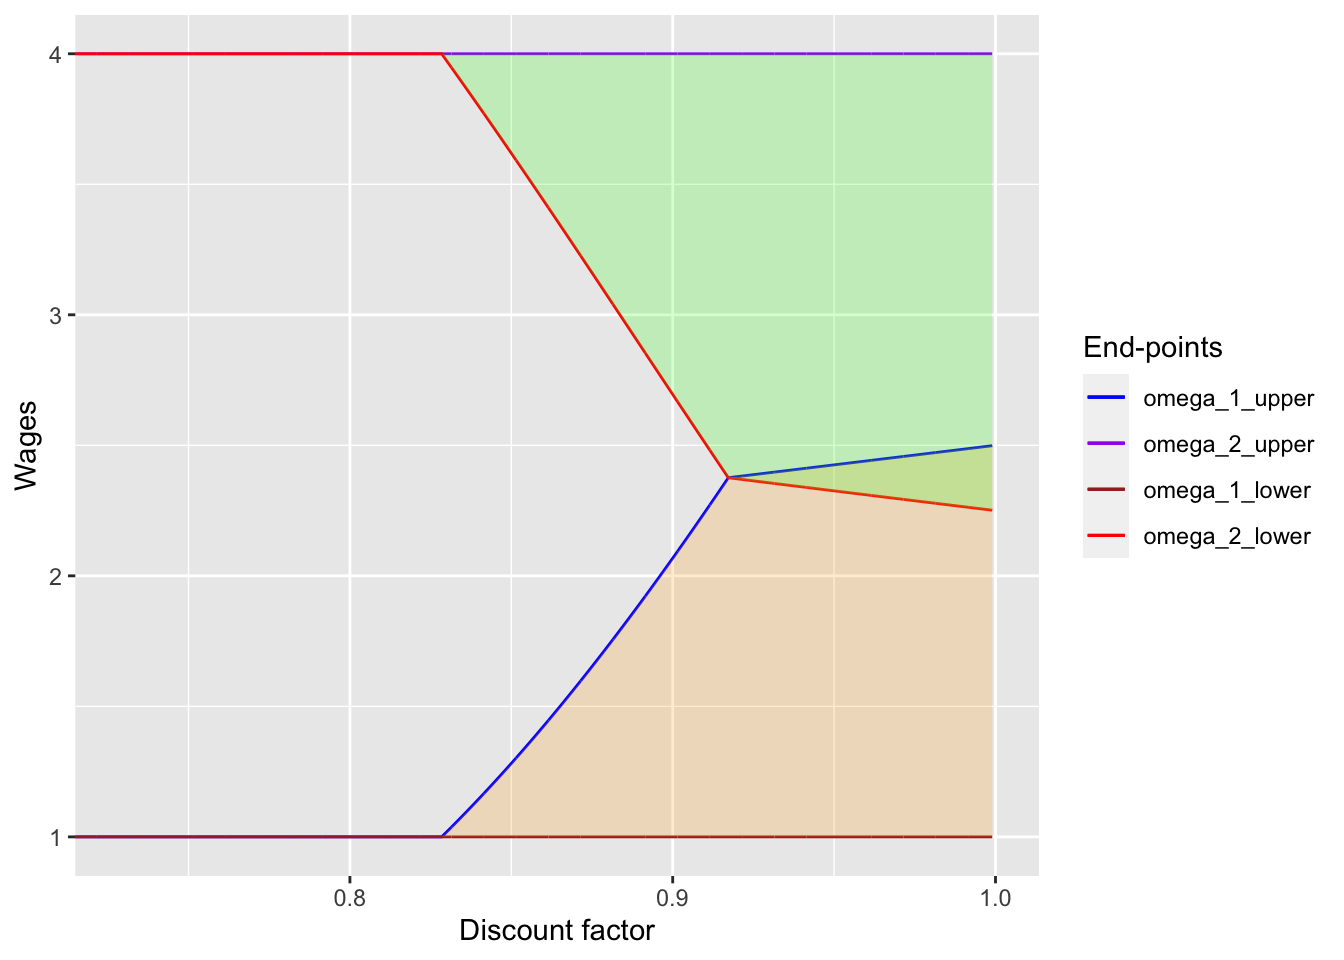 4
3
2
1
Wages
0.8
0.9
1.0
Discount factor
End-points
omega_1_upper
omega_2_upper
omega_1_lower
omega_2_lower